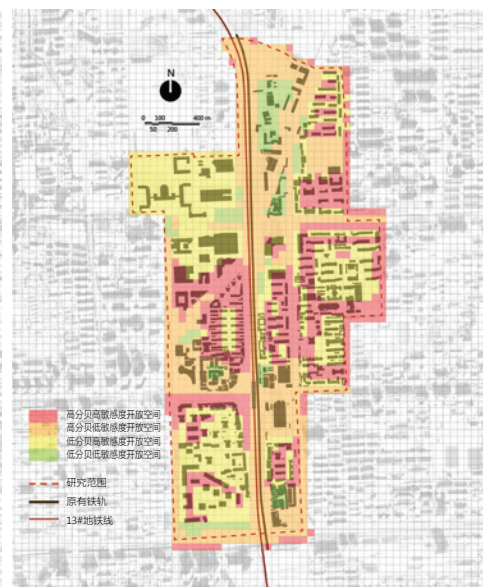 N
0 100 400 m
50 200
高分贝高敏感度开放空间
高分贝低敏感度开放空间
低分贝高敏感度开放空间
低分贝低敏感度开放空间
研究范围
原有铁轨
13#地铁线